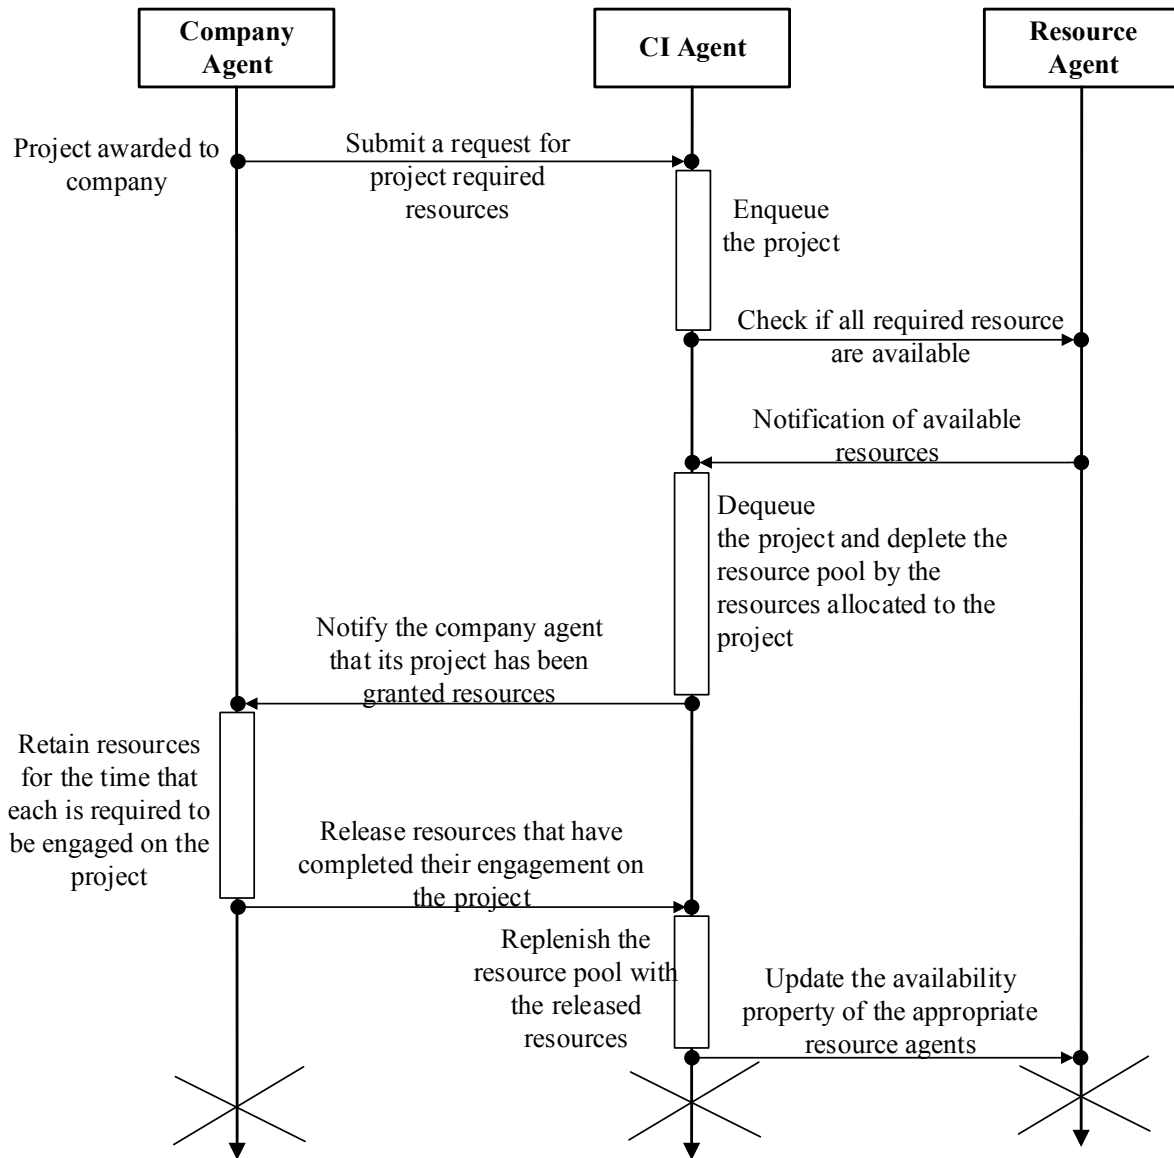 Company
Agent
CI Agent
Resource
Agent
Project awarded to
company
Submit a request for
project required
resources
Enqueue
the project
Check if all required resource
are available
Notification of available
resources
Dequeue
the project and deplete the
resource pool by the
resources allocated to the
project
Notify the company agent
that its project has been
granted resources
Retain resources
for the time that
each is required to
be engaged on the
project
Release resources that have
completed their engagement on
the project
Replenish the
resource pool with
the released
resources
Update the availability
property of the appropriate
resource agents